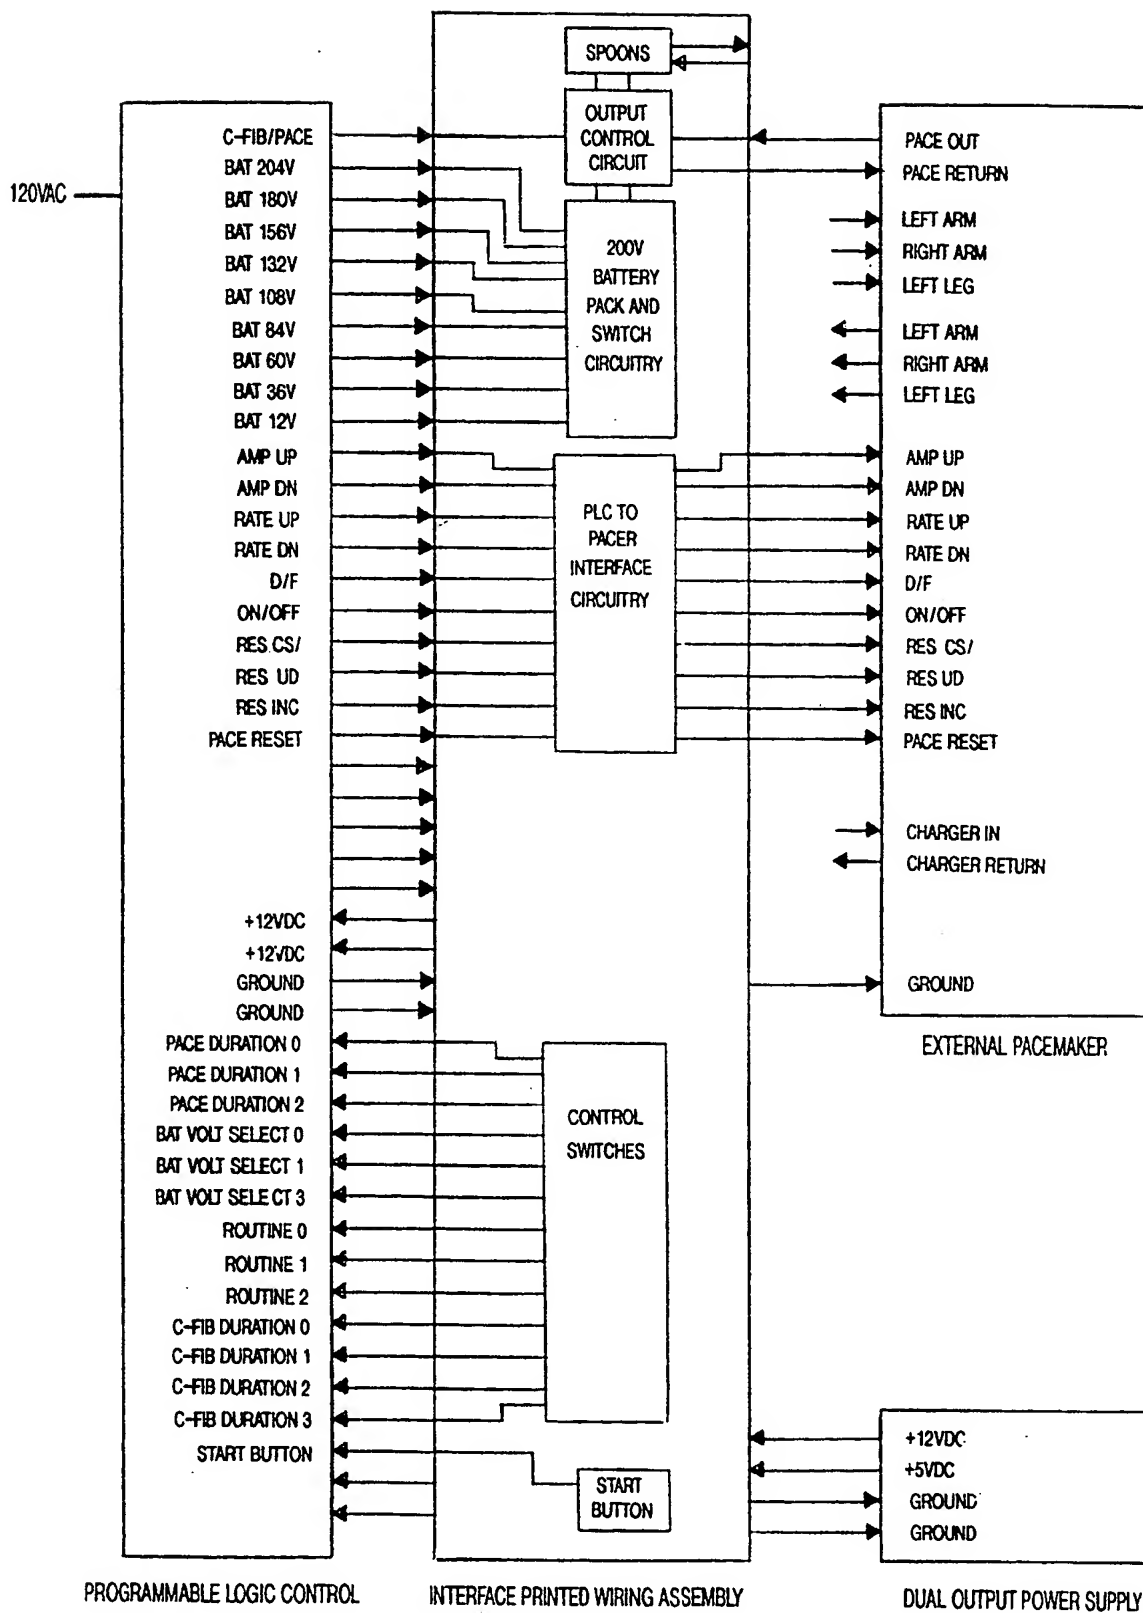 120VAC
C-FIB/PACE
BAT 204V
BAT 180V
BAT 156V
BAT 132V
BAT 108V
BAT 84V
BAT 60V
BAT 36V
BAT 12V
AMP UP
AMP DN
RATE UP
RATE DN
D/F
ON/OFF
RES CS/
RES UD
RES INC
PACE RESET
+12VDC
+12VDC
GROUND
GROUND
PACE DURATION 0
PACE DURATION 1
PACE DURATION 2
BAT VOLT SELECT 0
BAT VOLT SELECT 1
BAT VOLT SELECT 3
ROUTINE 0
ROUTINE 1
ROUTINE 2
C-FIB DURATION 0
C-FIB DURATION 1
C-FIB DURATION 2
C-FIB DURATION 3
START BUTTON
PROGRAMMABLE LOGIC CONTROL
SPOONS
OUTPUT
CONTROL
CIRCUIT
200V
BATTERY
PACK AND
SWITCH
CIRCUITRY
PLC TO
PACER
INTERFACE
CIRCUITRY
CONTROL
SWITCHES
START
BUTTON
INTERFACE PRINTED WIRING ASSEMBLY
PACE OUT
PACE RETURN
LEFT ARM
RIGHT ARM
LEFT LEG
LEFT ARM
RIGHT ARM
LEFT LEG
AMP UP
AMP DN
RATE UP
RATE DN
D/F
ON/OFF
RES CS/
RES UD
RES INC
PACE RESET
CHARGER IN
CHARGER RETURN
GROUND
EXTERNAL PACEMAKER
+12VDC
+5VDC
GROUND
GROUND
DUAL OUTPUT POWER SUPPLY